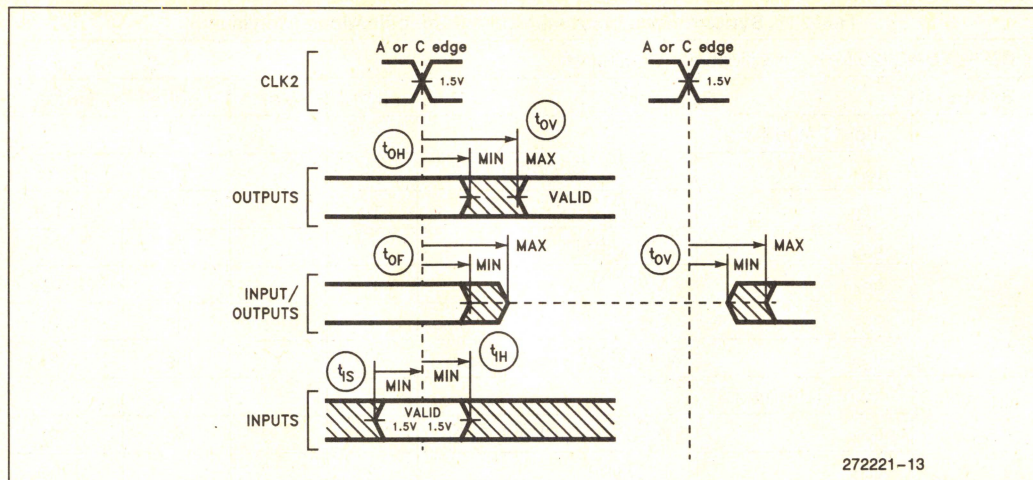 A or C edge
A or C edge
CLK2
1.5V
1.5V
tOV
tOH
MIN
MAX
OUTPUTS
VALID
tOF
MAX
MIN
tOV
MAX
MIN
INPUT/
OUTPUTS
tIS
MIN
MIN
tIH
INPUTS
VALID
1.5V 1.5V
272221-13